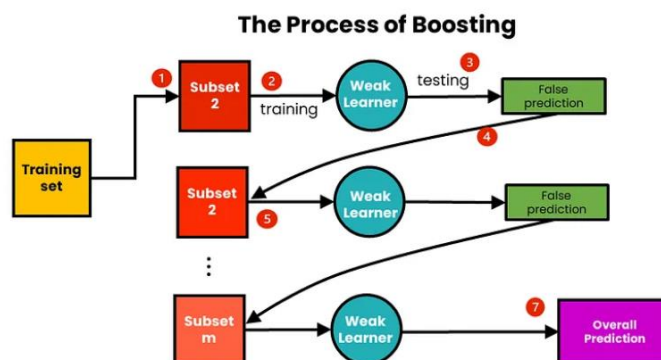 The Process of Boosting
1
Subset
2
2
training
Weak
Learner
3
testing
False
prediction
4
Training
set
Subset
2
5
Weak
Learner
False
prediction
Subset
m
Weak
Learner
7
Overall
Prediction